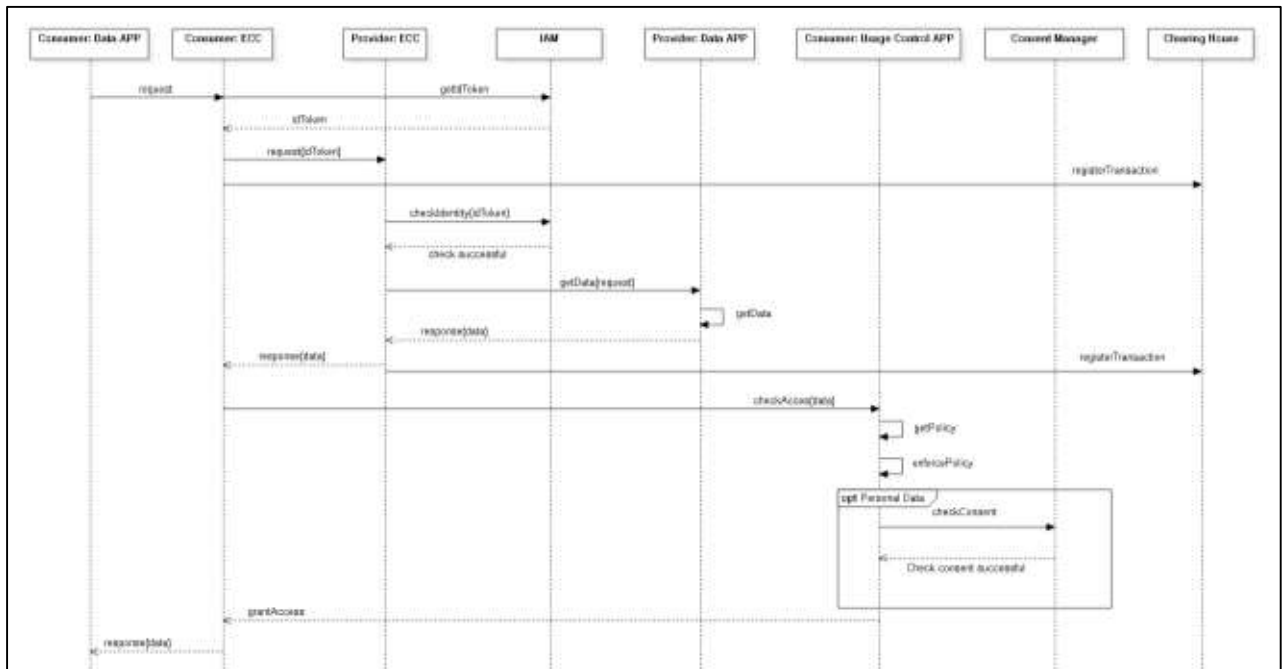 Consumer: Data APP
Consumer: ECC
Provider: ECC
IAM
Provider: Data APP
Consumer: Usage Control APP
Consent Manager
Clearing House
request
getIdToken
idToken
request(idToken)
registerTransaction
checkIdentity(idToken)
check successful
getData(request)
getData
response(data)
response(data)
registerTransaction
checkAcces(data)
getPolicy
enforcePolicy
opt Personal Data
checkConsent
Check consent successful
grantAccess
response(data)